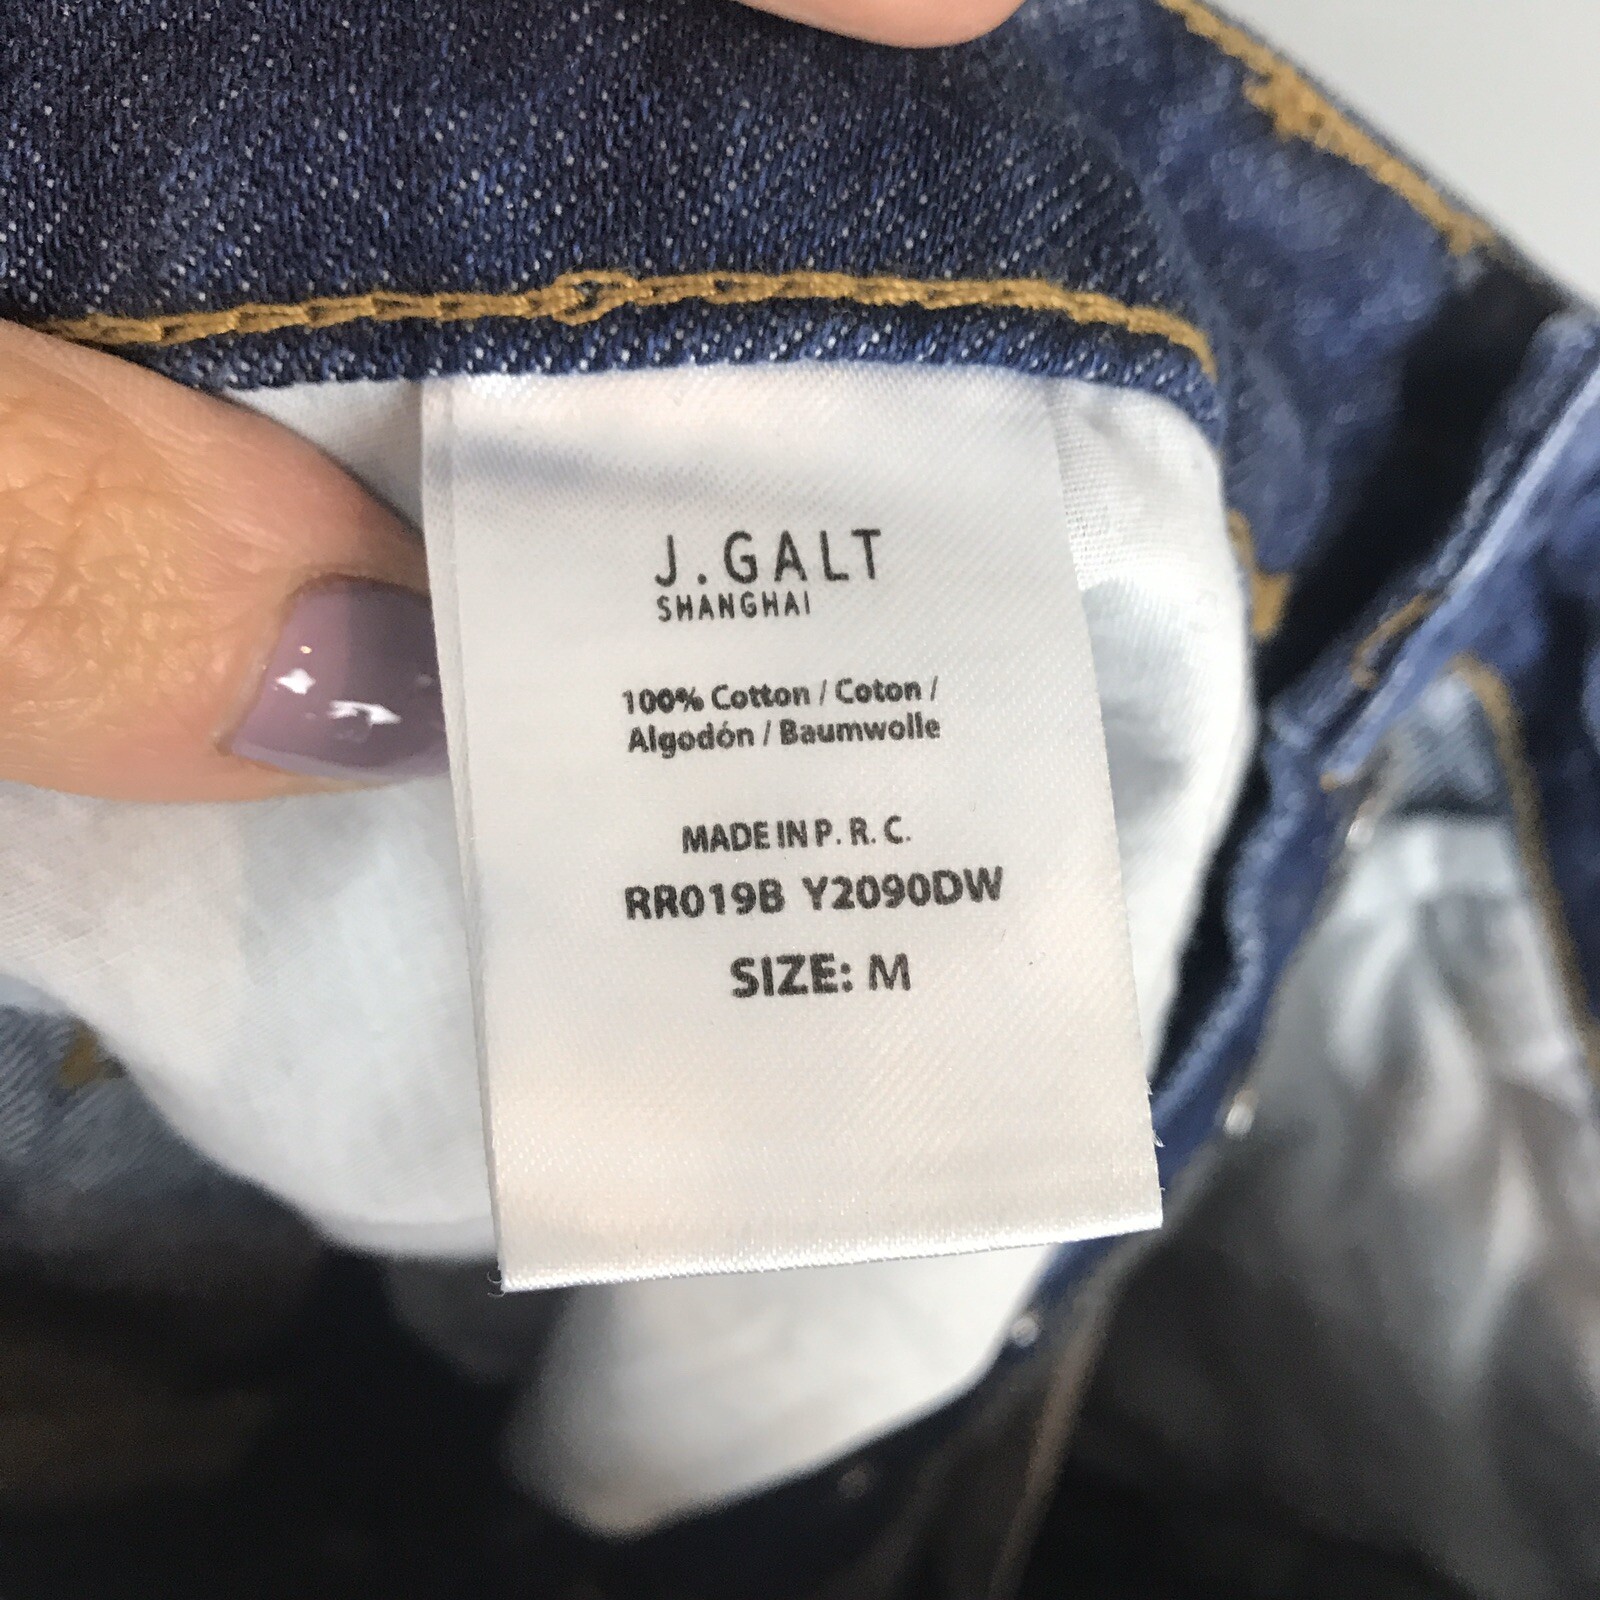 J.GALT
SHANGHAI
100% Cotton / Coton /
Algodón / Baumwolle
MADE IN P. R. C.
RR019B Y2090DW
SIZE: M